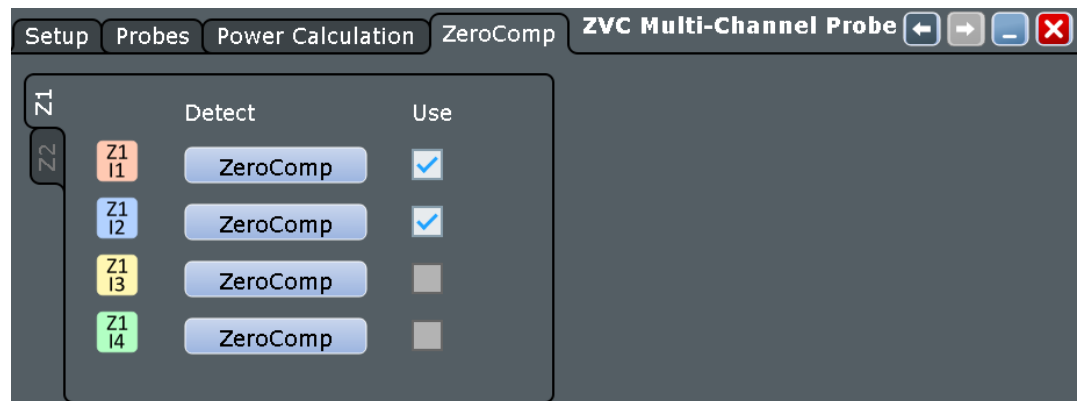 Setup Probes Power Calculation ZeroComp ZVC Multi-Channel Probe
Z1
Z2
Detect Use
Z1
I1
ZeroComp
Z1
I2
ZeroComp
Z1
I3
ZeroComp
Z1
I4
ZeroComp